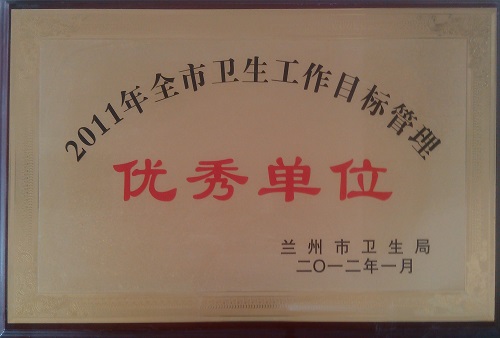 2011年全市卫生工作目标管理
优秀单位
兰州市卫生局
二〇一二年一月